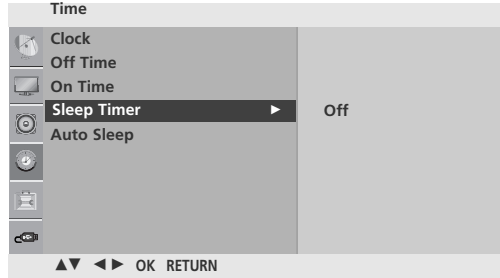 Time
Clock
Off Time
On Time
Sleep Timer ► Off
Auto Sleep
▲▼ ◄ ► OK RETURN